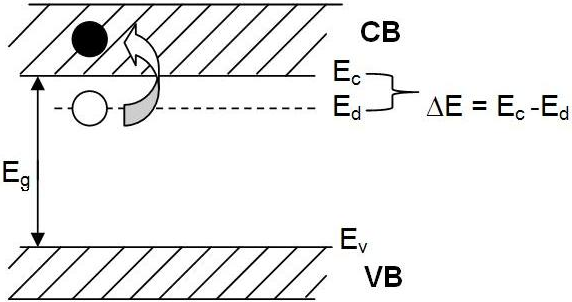 CB
Ec
Ed
ΔE = Ec -Ed
Eg
Ev
VB